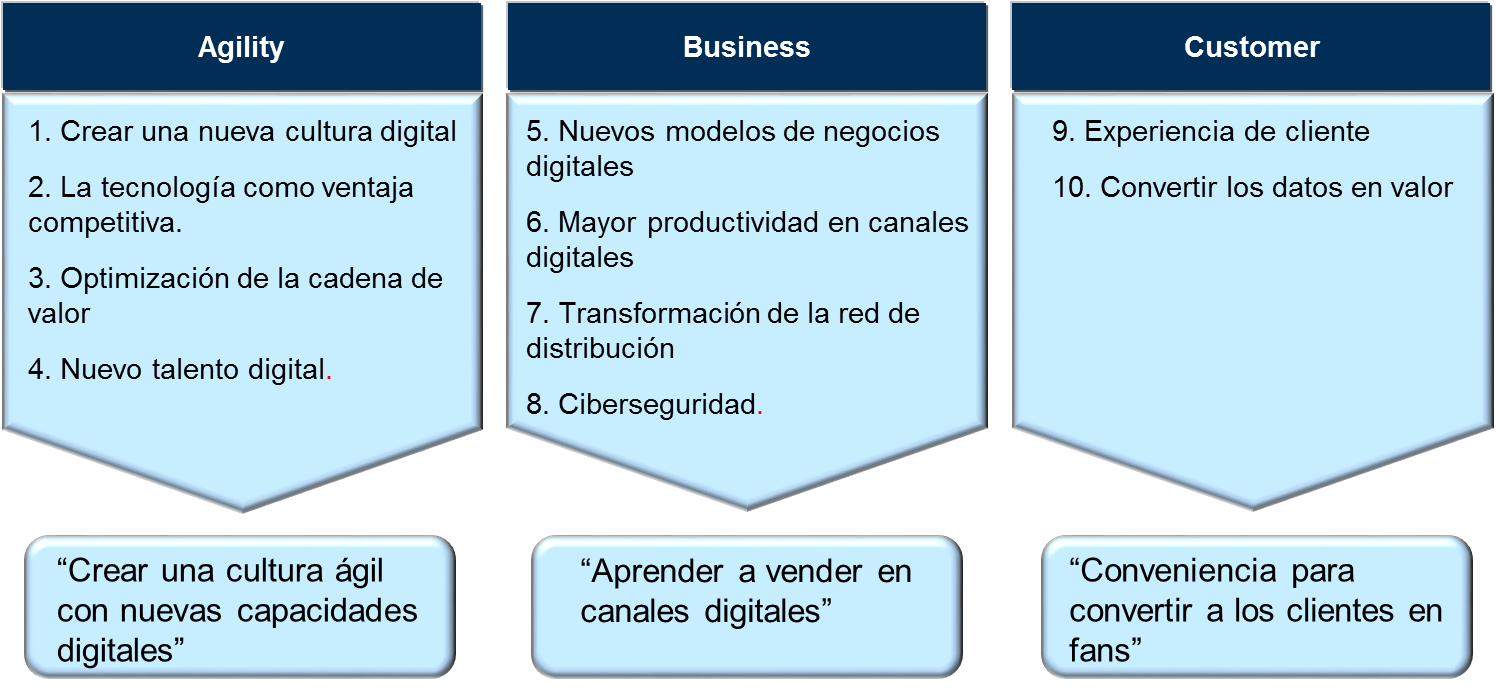 Agility
1. Crear una nueva cultura digital
2. La tecnología como ventaja
competitiva.
3. Optimización de la cadena de
valor
4. Nuevo talento digital.
“Crear una cultura ágil
con nuevas capacidades
digitales”
Business
5. Nuevos modelos de negocios
digitales
6. Mayor productividad en canales
digitales
7. Transformación de la red de
distribución
8. Ciberseguridad.
“Aprender a vender en
canales digitales”
Customer
9. Experiencia de cliente
10. Convertir los datos en valor
“Conveniencia para
convertir a los clientes en
fans”